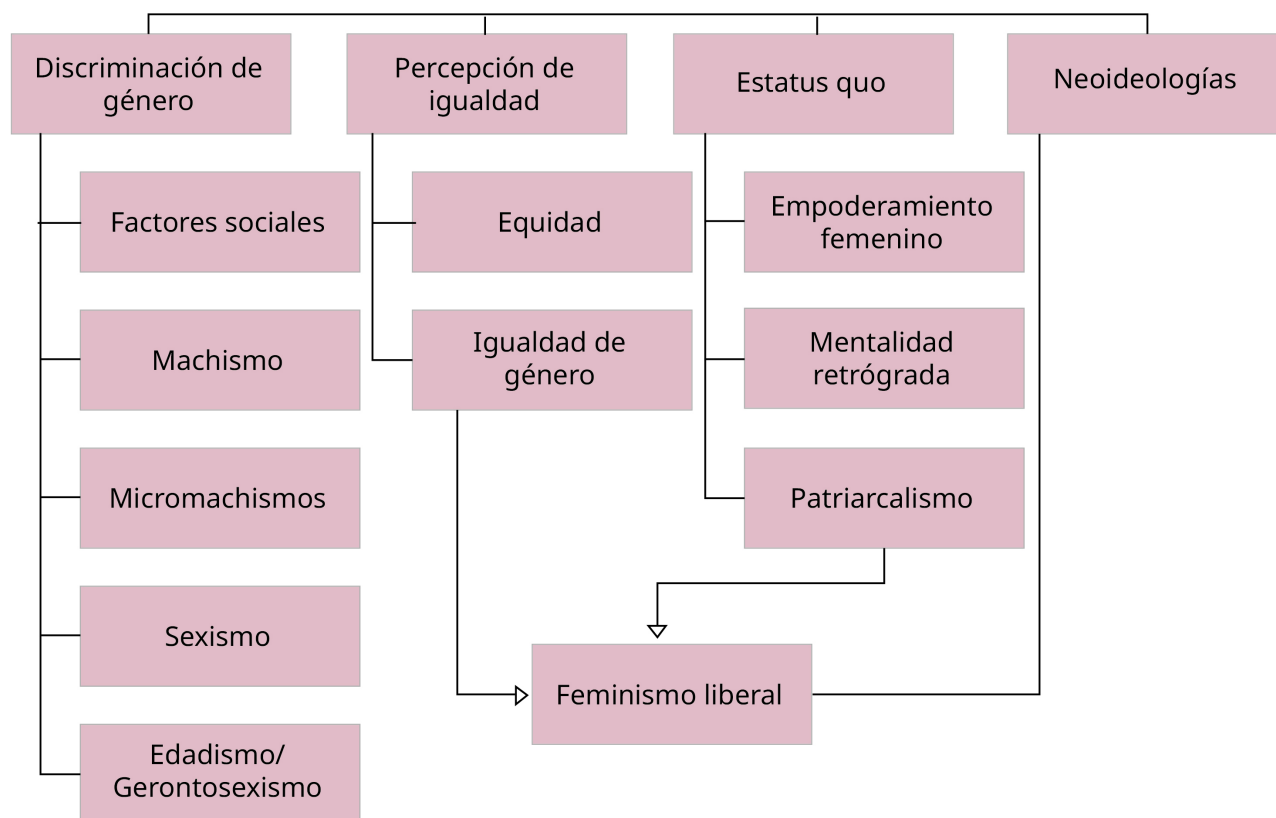 Discriminación de
género
Percepción de
igualdad
Estatus quo
Neoideologías
Factores sociales
Equidad
Empoderamiento
femenino
Machismo
Igualdad de
género
Mentalidad
retrógrada
Micromachismos
Patriarcalismo
Sexismo
Feminismo liberal
Edadismo/
Gerontosexismo